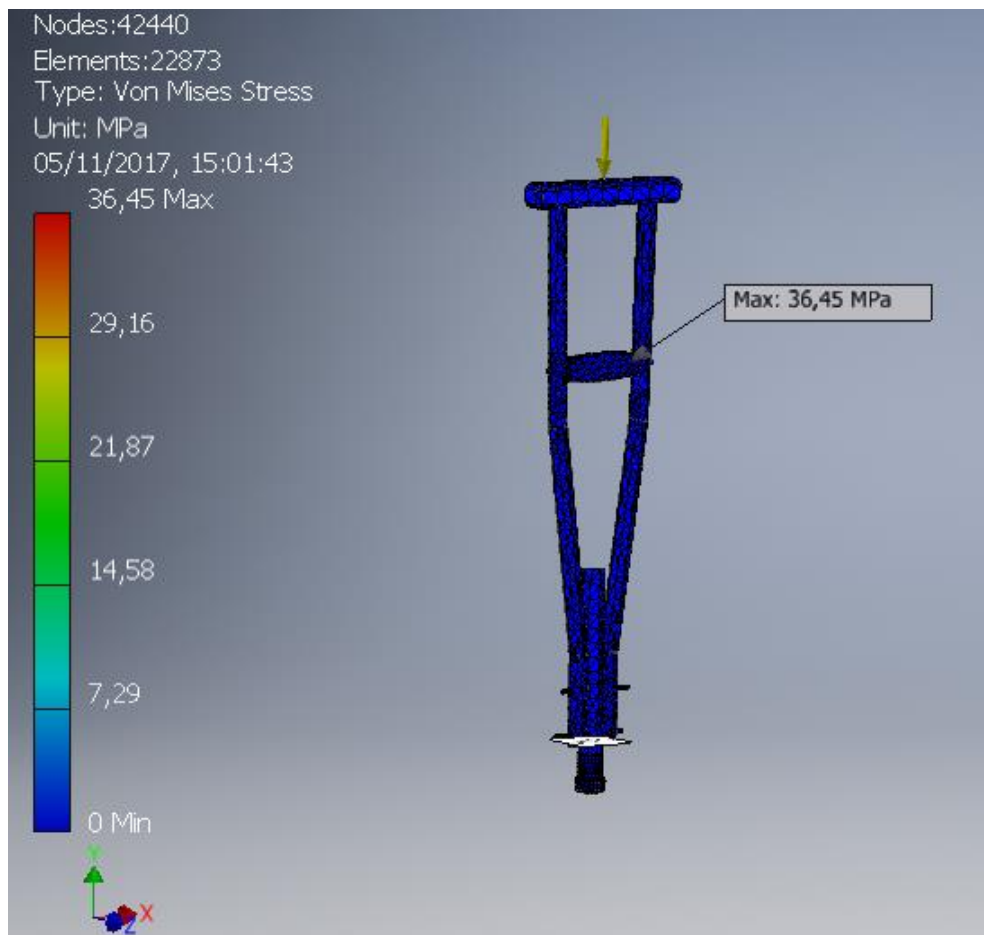 Nodes:42440
Elements:22873
Type: Von Mises Stress
Unit: MPa
05/11/2017, 15:01:43
36,45 Max
29,16
Max: 36,45 MPa
21,87
14,58
7,29
0 Min
Y
X
Z